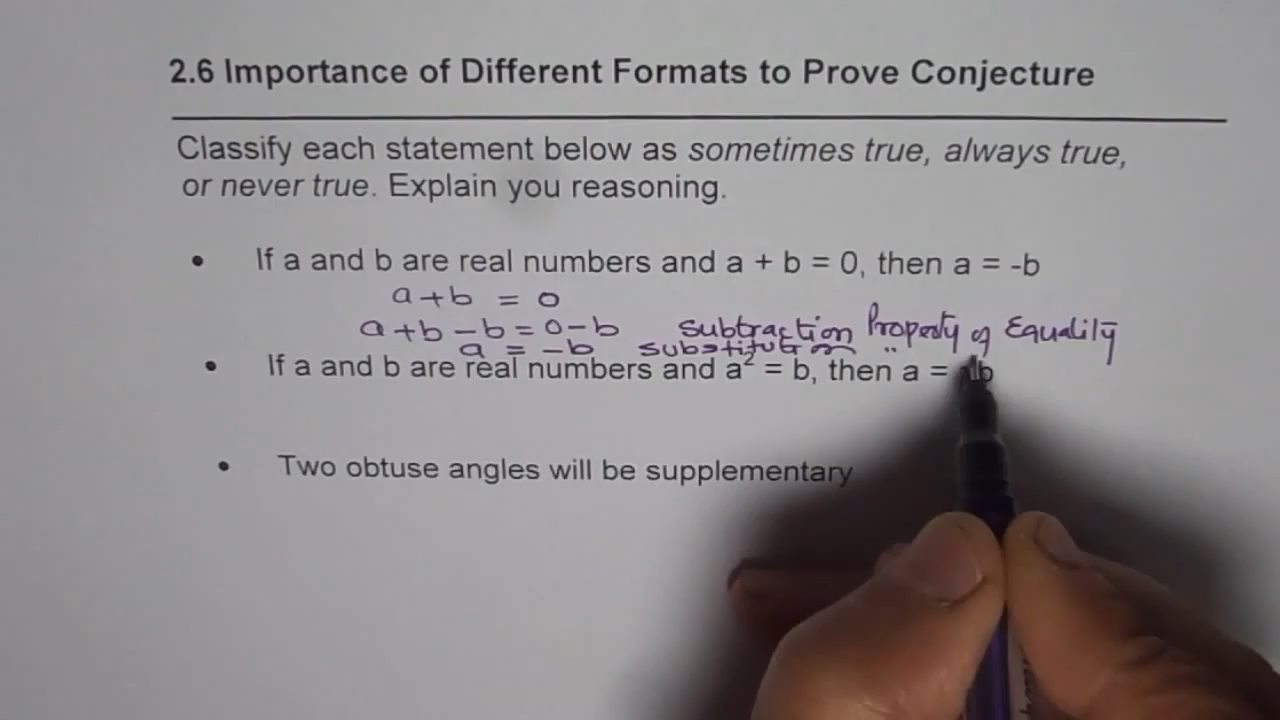 2.6 Importance of Different Formats to Prove Conjecture
Classify each statement below as sometimes true, always true,
or never true. Explain you reasoning.
• If a and b are real numbers and a + b = 0, then a = -b
a+b = 0
a+b-b=0-b subtraction Property of Equality
a = -b substitution "
• If a and b are real numbers and a² = b, then a = b
• Two obtuse angles will be supplementary